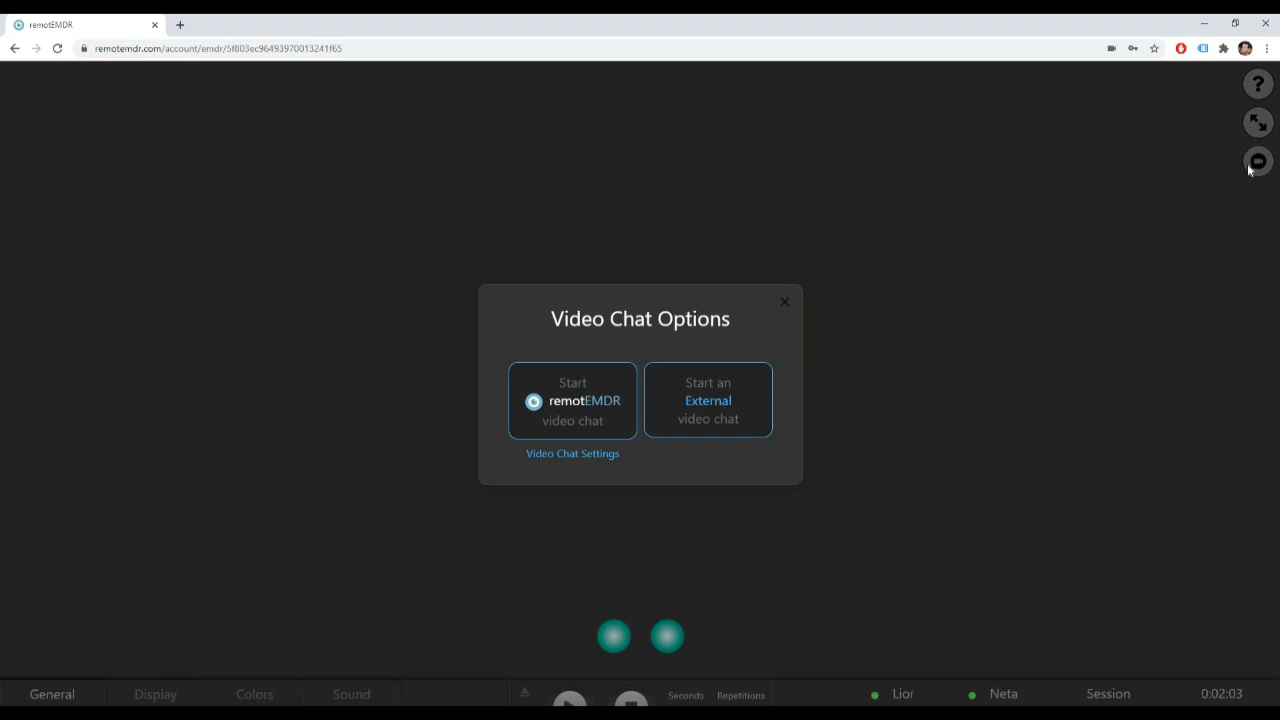 remotEMDR
remotemdr.com/account/emdr/5f803ec96493970013241f65
?
Video Chat Options
Start
remotEMDR
video chat
Start an
External
video chat
Video Chat Settings
General
Display
Colors
Sound
Seconds
Repetitions
Lior
Neta
Session
0:02:03